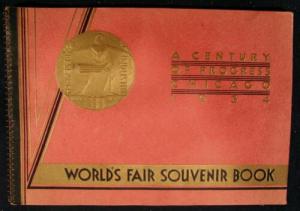 A CENTURY
OF PROGRESS
CHICAGO
1934
WORLD'S FAIR SOUVENIR BOOK